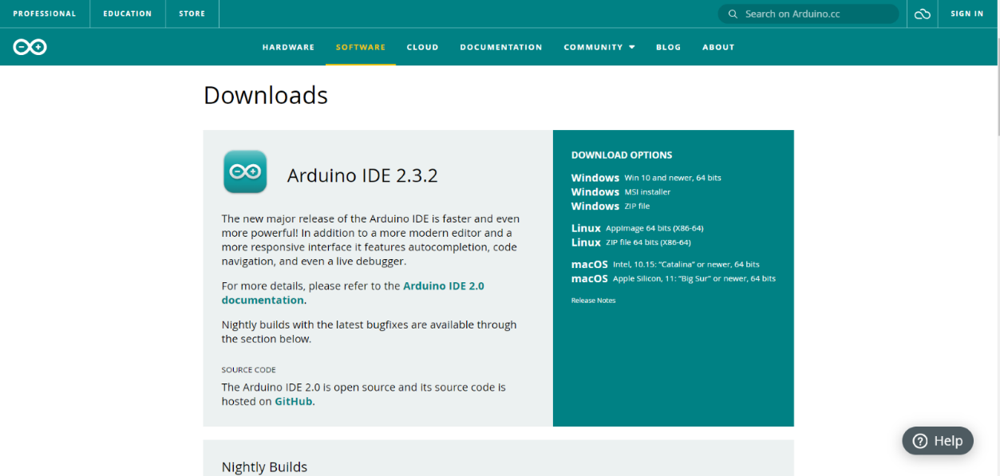 PROFESSIONAL
EDUCATION
STORE
Search on Arduino.cc
SIGN IN
HARDWARE
SOFTWARE
CLOUD
DOCUMENTATION
COMMUNITY
BLOG
ABOUT
Downloads
Arduino IDE 2.3.2
The new major release of the Arduino IDE is faster and even
more powerful! In addition to a more modern editor and a
more responsive interface it features autocompletion, code
navigation, and even a live debugger.
For more details, please refer to the Arduino IDE 2.0
documentation.
Nightly builds with the latest bugfixes are available through
the section below.
SOURCE CODE
The Arduino IDE 2.0 is open source and its source code is
hosted on GitHub.
DOWNLOAD OPTIONS
Windows Win 10 and newer, 64 bits
Windows MSI installer
Windows ZIP file
Linux AppImage 64 bits (X86-64)
Linux ZIP file 64 bits (X86-64)
macOS Intel, 10.15: “Catalina” or newer, 64 bits
macOS Apple Silicon, 11: “Big Sur” or newer, 64 bits
Release Notes
Help
Nightly Builds